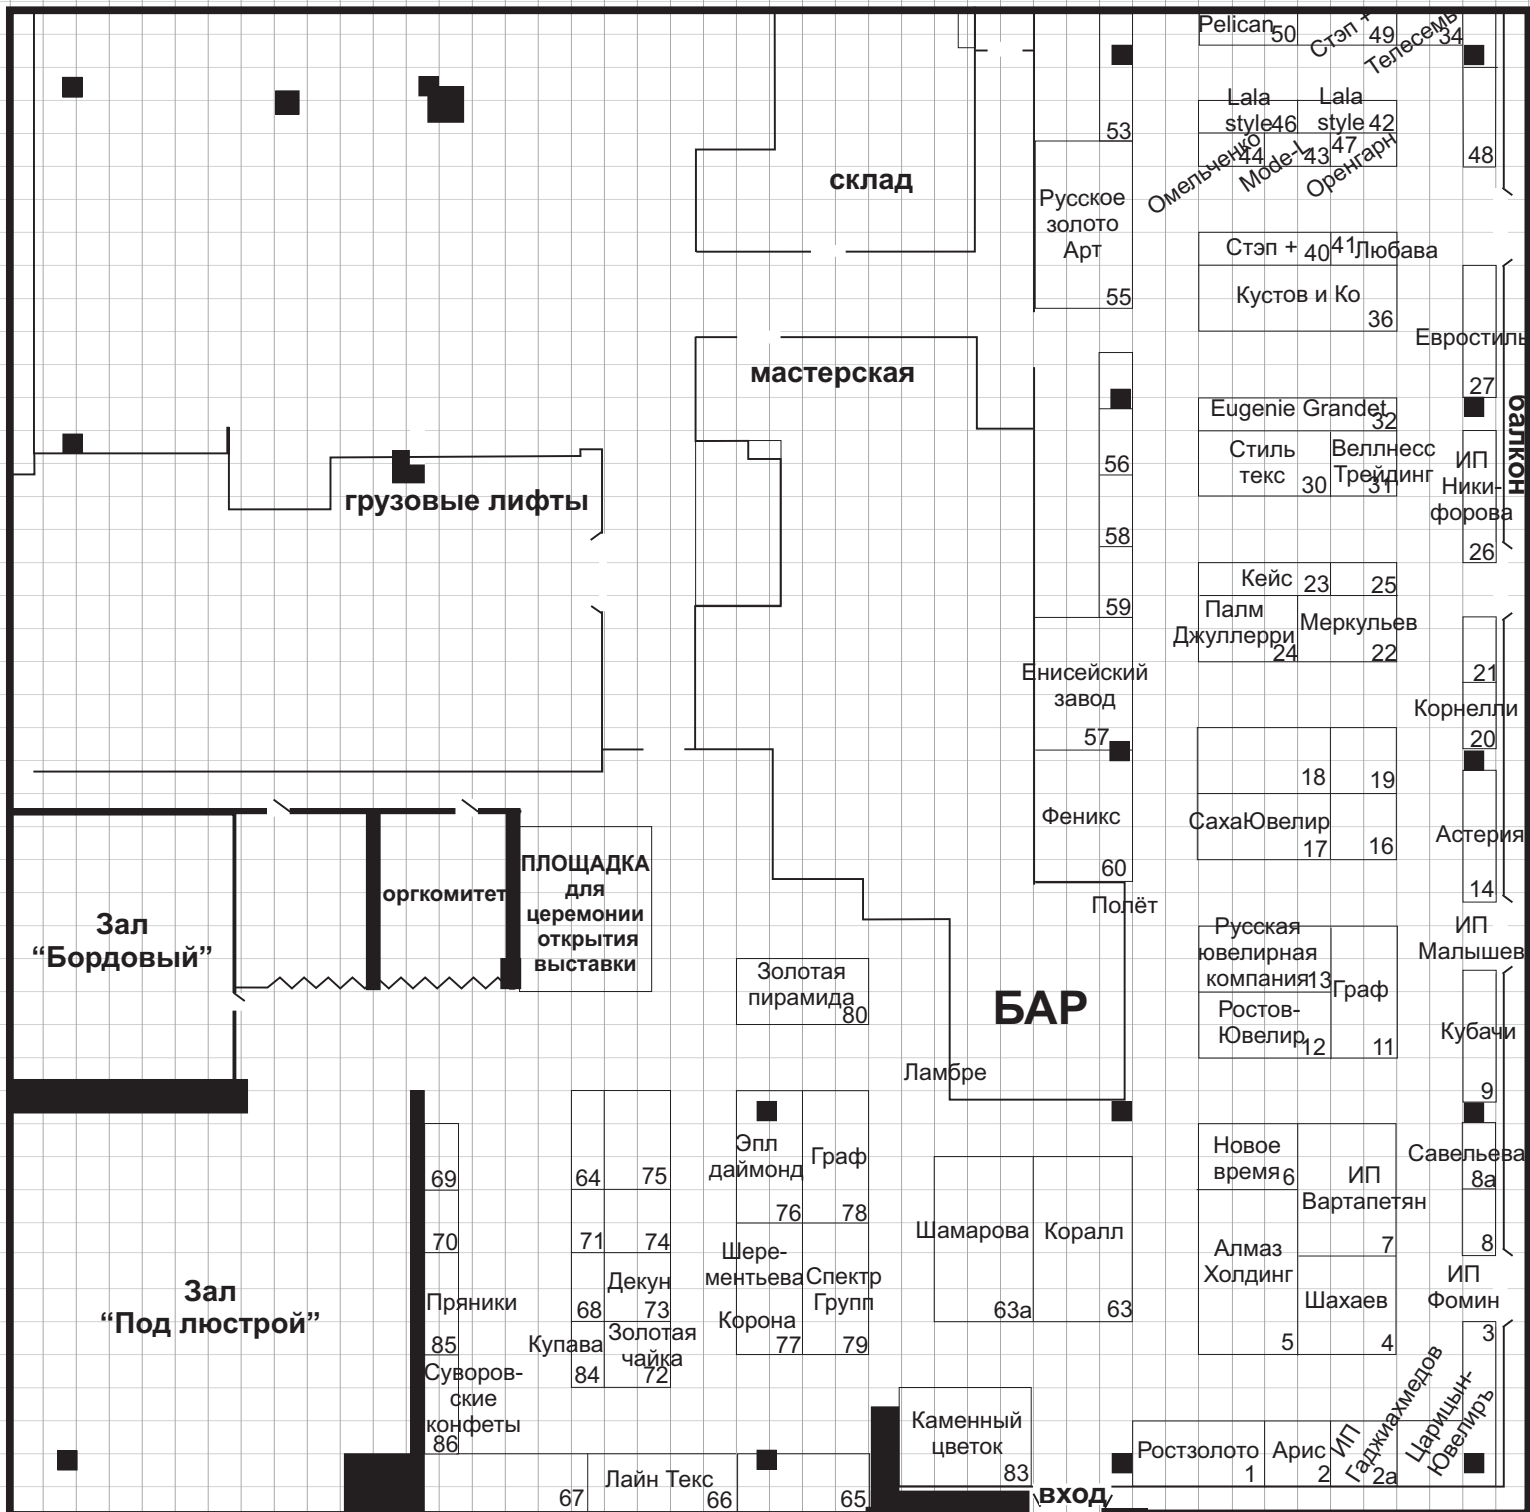 Pelican
50
Стэп +
49
Телесемь
34
Lala
style
46
Lala
style
42
53
Омельченко
44
Mode-L
43
47
Оренгарн
48
склад
Русское
золото
Арт
55
Стэп +
40
41
Любава
Кустов и Ко
36
Евростиль
27
мастерская
балкон
Eugenie Grandet
32
Стиль
текс
30
Веллнесс
Трейдинг
31
ИП
Ники-
форова
26
56
58
59
грузовые лифты
Кейс
23
25
Палм
Джуллерри
24
Меркульев
22
21
Енисейский
завод
57
Корнелли
20
18
19
Феникс
60
СахаЮвелир
17
16
Астерия
14
ПЛОЩАДКА
для
церемонии
открытия
выставки
оргкомитет
Зал
“Бордовый”
Полёт
Русская
ювелирная
компания
13
Граф
11
Ростов-
Ювелир
12
ИП
Малышев
Золотая
пирамида
80
БАР
Кубачи
9
Ламбре
69
64
75
Эпл
даймонд
76
Граф
78
Новое
время
6
ИП
Вартапетян
7
Савельева
8а
8
70
71
74
Шамарова
63а
Коралл
63
Шере-
ментьева
Спектр
Групп
79
Корона
77
Алмаз
Холдинг
5
Шахаев
4
ИП
Фомин
3
Зал
“Под люстрой”
Пряники
85
68
Декун
73
Купава
84
Золотая
чайка
72
Суворов-
ские
конфеты
86
Каменный
цветок
83
Ростзолото
1
Арис
2
ИП
Гаджиахмедов
2а
Царицын-
Ювелиръ
67
Лайн Текс
66
65
вход